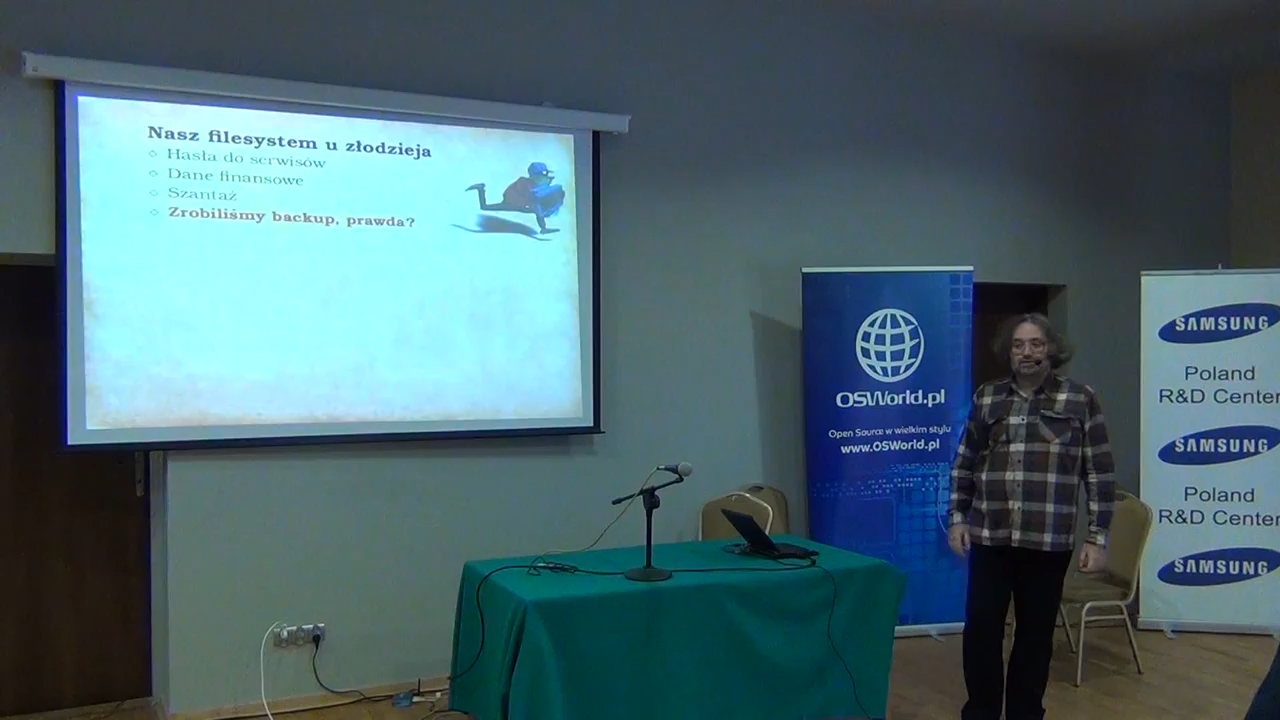 Nasz filesystem u złodzieja
Hasła do serwisów
Dane finansowe
Szantaż
Zrobiliśmy backup, prawda?
OSWorld.pl
Open Source w wielkim stylu
www.OSWorld.pl
SAMSUNG
Poland
R&D Center
SAMSUNG
Poland
R&D Center
SAMSUNG